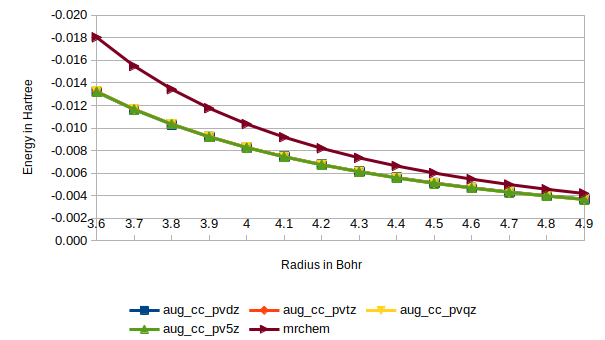 -0.020
-0.018
-0.016
-0.014
-0.012
-0.010
-0.008
-0.006
-0.004
-0.002
0.000
Energy in Hartree
3.6 3.7 3.8 3.9 4 4.1 4.2 4.3 4.4 4.5 4.6 4.7 4.8 4.9
Radius in Bohr
aug_cc_pvdz aug_cc_pvtz aug_cc_pvqz
aug_cc_pv5z mrchem